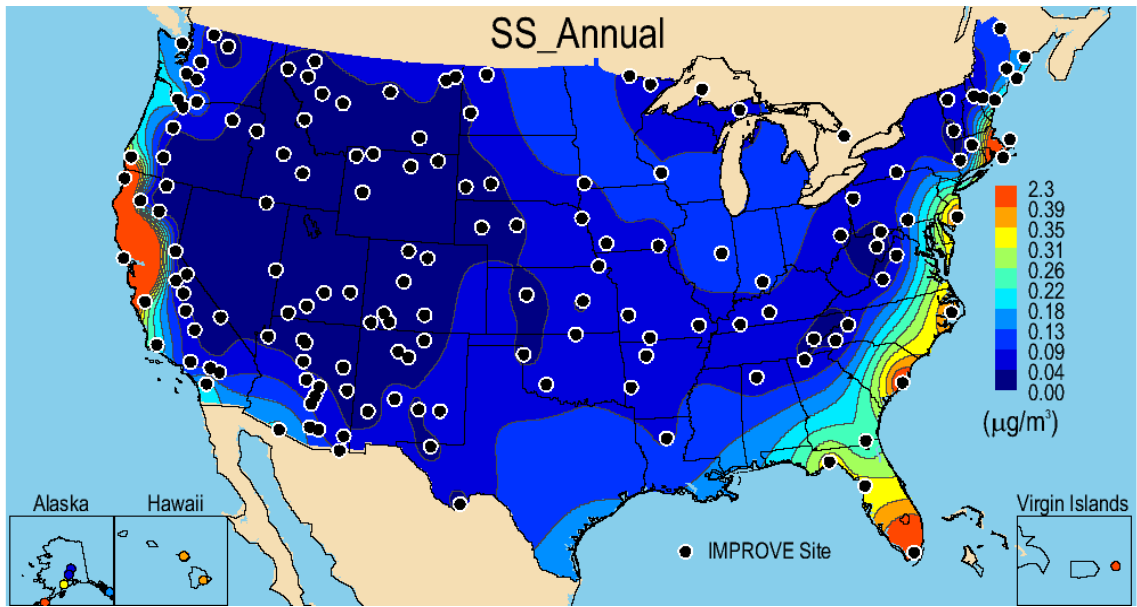 SS_Annual
2.3
0.39
0.35
0.31
0.26
0.22
0.18
0.13
0.09
0.04
0.00
(μg/m³)
Alaska
Hawaii
IMPROVE Site
Virgin Islands